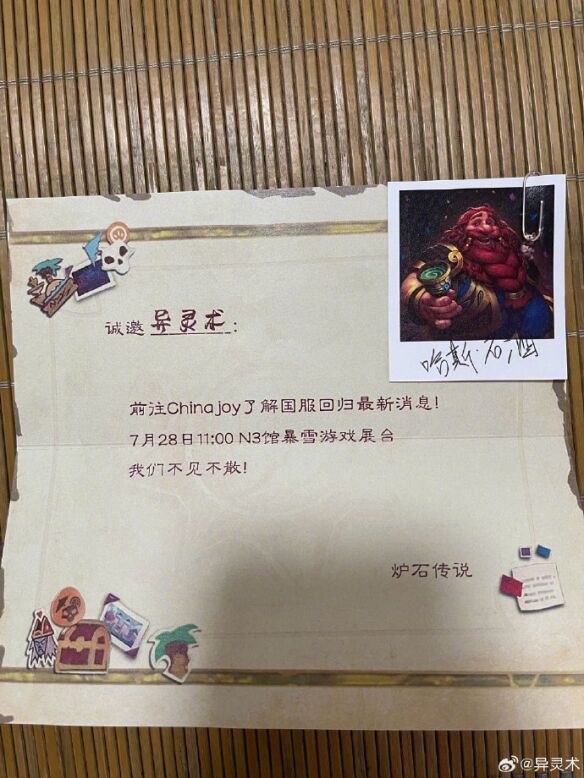 哈斯·石酒
诚邀 异灵术：
前往Chinajoy了解国服回归最新消息！
7月28日11:00 N3馆暴雪游戏展台
我们不见不散！
炉石传说
@异灵术